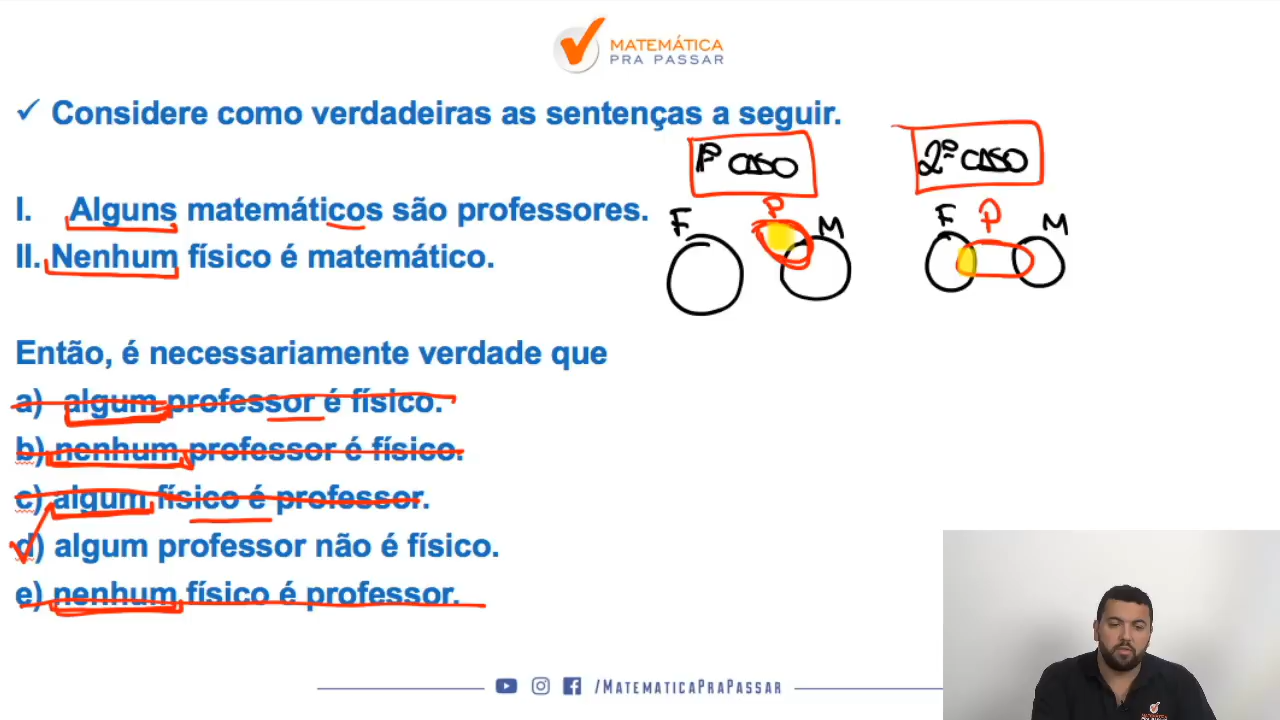 MATEMÁTICA
PRA PASSAR
✓ Considere como verdadeiras as sentenças a seguir.
1º CASO
2º CASO
I. Alguns matemáticos são professores.
II. Nenhum físico é matemático.
F P M
F P M
Então, é necessariamente verdade que
a) algum professor é físico.
b) nenhum professor é físico.
c) algum físico é professor.
d) algum professor não é físico.
e) nenhum físico é professor.
/MATEMATICAPRAPASSAR